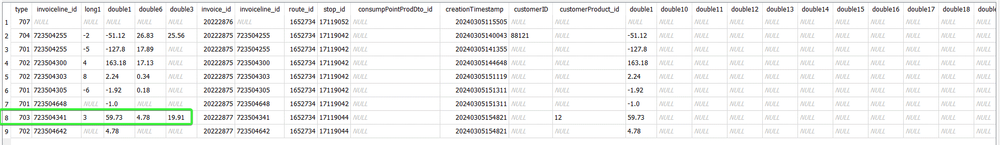 type invoiceline_id long1 double1 double6 double3 invoice_id invoiceline_id route_id stop_id consumpPointProdDto_id creationTimestamp customerID customerProduct_id double1 double10 double11 double12 double13 double14 double15 double16 double17 double18 double
1 707 NULL NULL NULL NULL NULL 20222876 NULL 1652734 17119052 NULL 20240305115505 NULL NULL NULL NULL NULL NULL NULL NULL NULL NULL NULL NULL NULL
2 704 723504255 -2 -51.12 26.83 25.56 20222875 723504255 1652734 17119042 NULL 20240305140043 88121 NULL -51.12 NULL NULL NULL NULL NULL NULL NULL NULL NULL NULL
3 701 723504255 -5 -127.8 17.89 NULL 20222875 723504255 1652734 17119042 NULL 20240305141355 NULL NULL -127.8 NULL NULL NULL NULL NULL NULL NULL NULL NULL NULL
4 702 723504300 4 163.18 17.13 NULL 20222875 723504300 1652734 17119042 NULL 20240305144648 NULL NULL 163.18 NULL NULL NULL NULL NULL NULL NULL NULL NULL NULL
5 702 723504303 8 2.24 0.34 NULL 20222875 723504303 1652734 17119042 NULL 20240305151119 NULL NULL 2.24 NULL NULL NULL NULL NULL NULL NULL NULL NULL NULL
6 701 723504305 -6 -1.92 0.18 NULL 20222875 723504305 1652734 17119042 NULL 20240305151311 NULL NULL -1.92 NULL NULL NULL NULL NULL NULL NULL NULL NULL NULL
7 701 723504648 NULL -1.0 NULL NULL 20222875 723504648 1652734 17119042 NULL 20240305151311 NULL NULL -1.0 NULL NULL NULL NULL NULL NULL NULL NULL NULL NULL
8 703 723504341 3 59.73 4.78 19.91 20222877 723504341 1652734 17119044 NULL 20240305154821 NULL 12 59.73 NULL NULL NULL NULL NULL NULL NULL NULL NULL NULL
9 702 723504642 NULL 4.78 NULL NULL 20222877 723504642 1652734 17119044 NULL 20240305154821 NULL NULL 4.78 NULL NULL NULL NULL NULL NULL NULL NULL NULL NULL